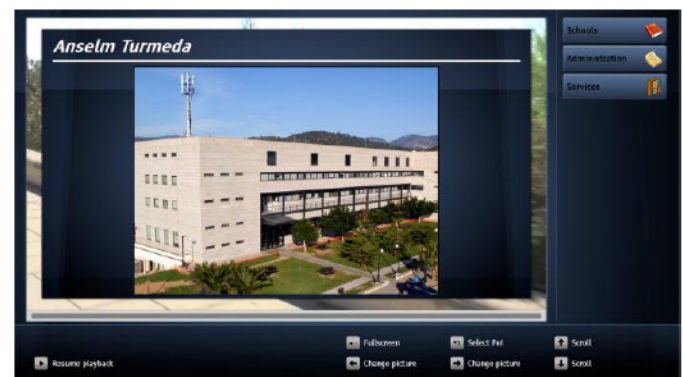 Anselm Turmeda
Schools
Administration
Services
Fullscreen
Select PoI
Scroll
Resume playback
Change picture
Change picture
Scroll